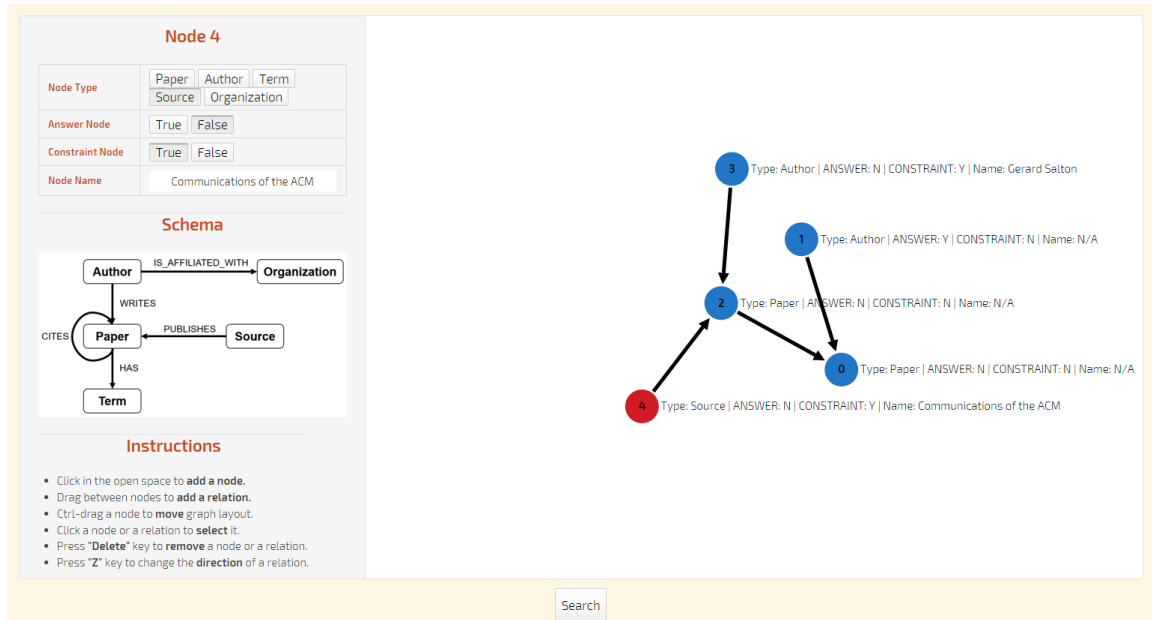 Node 4
Node Type
Paper Author Term
Source Organization
Answer Node
True False
Constraint Node
True False
Node Name
Communications of the ACM
Schema
Author
IS_AFFILIATED_WITH
Organization
WRITES
CITES
Paper
PUBLISHES
Source
HAS
Term
Instructions
Click in the open space to add a node.
Drag between nodes to add a relation.
Ctrl-drag a node to move graph layout.
Click a node or a relation to select it.
Press "Delete" key to remove a node or a relation.
Press "Z" key to change the direction of a relation.
3 Type: Author | ANSWER: N | CONSTRAINT: Y | Name: Gerard Salton
1 Type: Author | ANSWER: Y | CONSTRAINT: N | Name: N/A
2 Type: Paper | ANSWER: N | CONSTRAINT: N | Name: N/A
0 Type: Paper | ANSWER: N | CONSTRAINT: N | Name: N/A
4 Type: Source | ANSWER: N | CONSTRAINT: Y | Name: Communications of the ACM
Search